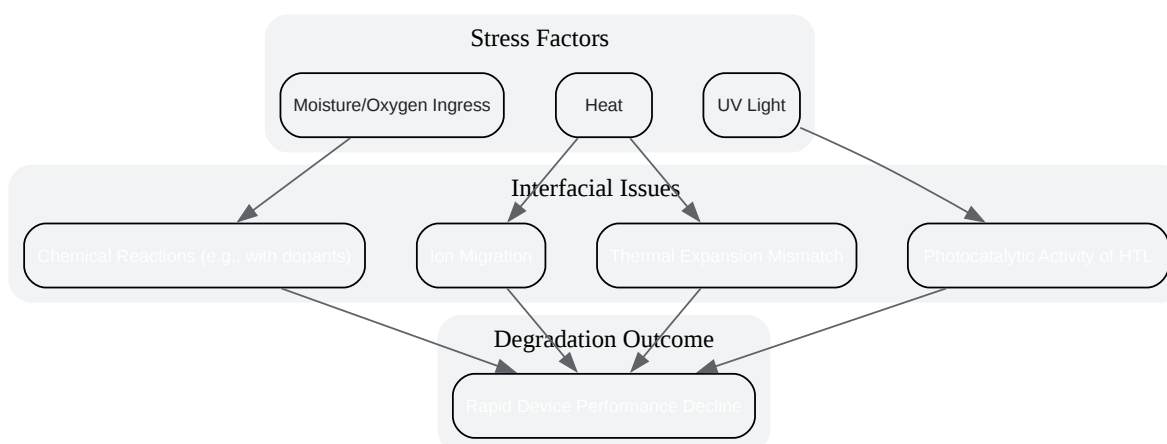 Stress Factors
Moisture/Oxygen Ingress
Heat
UV Light
Interfacial Issues
Chemical Reactions (e.g., with dopants)
Ion Migration
Thermal Expansion Mismatch
Photocatalytic Activity of HTL
Degradation Outcome
Rapid Device Performance Decline